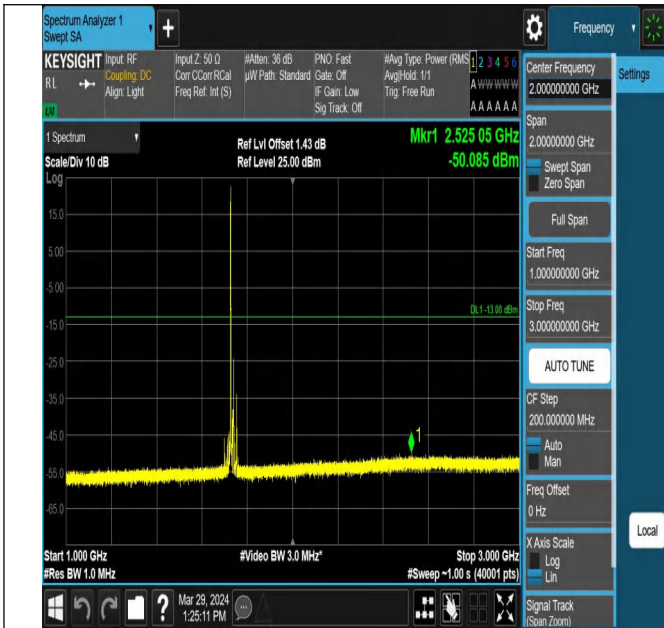 Spectrum Analyzer 1
Swept SA
+
Frequency
KEYSIGHT
RL
LXI
Input: RF
Coupling: DC
Align: Light
Input Z: 50 Ω
Corr CCorr RCal
Freq Ref: Int (S)
#Atten: 36 dB
µW Path: Standard
PNO: Fast
Gate: Off
IF Gain: Low
Sig Track: Off
#Avg Type: Power (RMS
Avg|Hold: 1/1
Trig: Free Run
1 2 3 4 5 6
A W W W W W
A A A A A A
1 Spectrum
Scale/Div 10 dB
Log
Ref Lvl Offset 1.43 dB
Ref Level 25.00 dBm
Mkr1 2.525 05 GHz
-50.085 dBm
15.0
5.00
-5.00
-15.0
-25.0
-35.0
-45.0
-55.0
-65.0
DL1 -13.00 dBm
1
Start 1.000 GHz
#Res BW 1.0 MHz
#Video BW 3.0 MHz*
Stop 3.000 GHz
#Sweep ~1.00 s (40001 pts)
?
Mar 29, 2024
1:25:11 PM
Center Frequency
2.000000000 GHz
Settings
Span
2.00000000 GHz
Swept Span
Zero Span
Full Span
Start Freq
1.000000000 GHz
Stop Freq
3.000000000 GHz
AUTO TUNE
CF Step
200.000000 MHz
Auto
Man
Freq Offset
0 Hz
Local
X Axis Scale
Log
Lin
Signal Track
(Span Zoom)